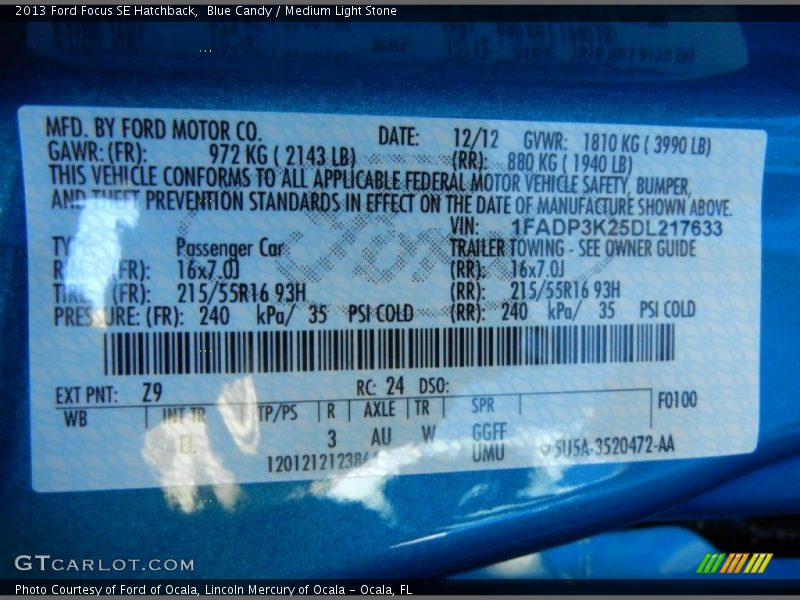 2013 Ford Focus SE Hatchback, Blue Candy / Medium Light Stone
MFD. BY FORD MOTOR CO. DATE: 12/12 GVWR: 1810 KG ( 3990 LB)
GAWR: (FR): 972 KG ( 2143 LB) (RR): 880 KG ( 1940 LB)
THIS VEHICLE CONFORMS TO ALL APPLICABLE FEDERAL MOTOR VEHICLE SAFETY, BUMPER,
AND THEFT PREVENTION STANDARDS IN EFFECT ON THE DATE OF MANUFACTURE SHOWN ABOVE.
VIN: 1FADP3K25DL217633
Passenger Car TRAILER TOWING - SEE OWNER GUIDE
(FR): 16x7.0J (RR): 16x7.0J
(FR): 215/55R16 93H (RR): 215/55R16 93H
PRESSURE: (FR): 240 kPa/ 35 PSI COLD (RR): 240 kPa/ 35 PSI COLD
EXT PNT: Z9 RC: 24 DSO:
WB INT TR TP/PS R AXLE TR SPR F0100
EL 3 AU W GGFF
UMU 5U5A-3520472-AA
Ford
GTCARLOT.COM
Photo Courtesy of Ford of Ocala, Lincoln Mercury of Ocala - Ocala, FL